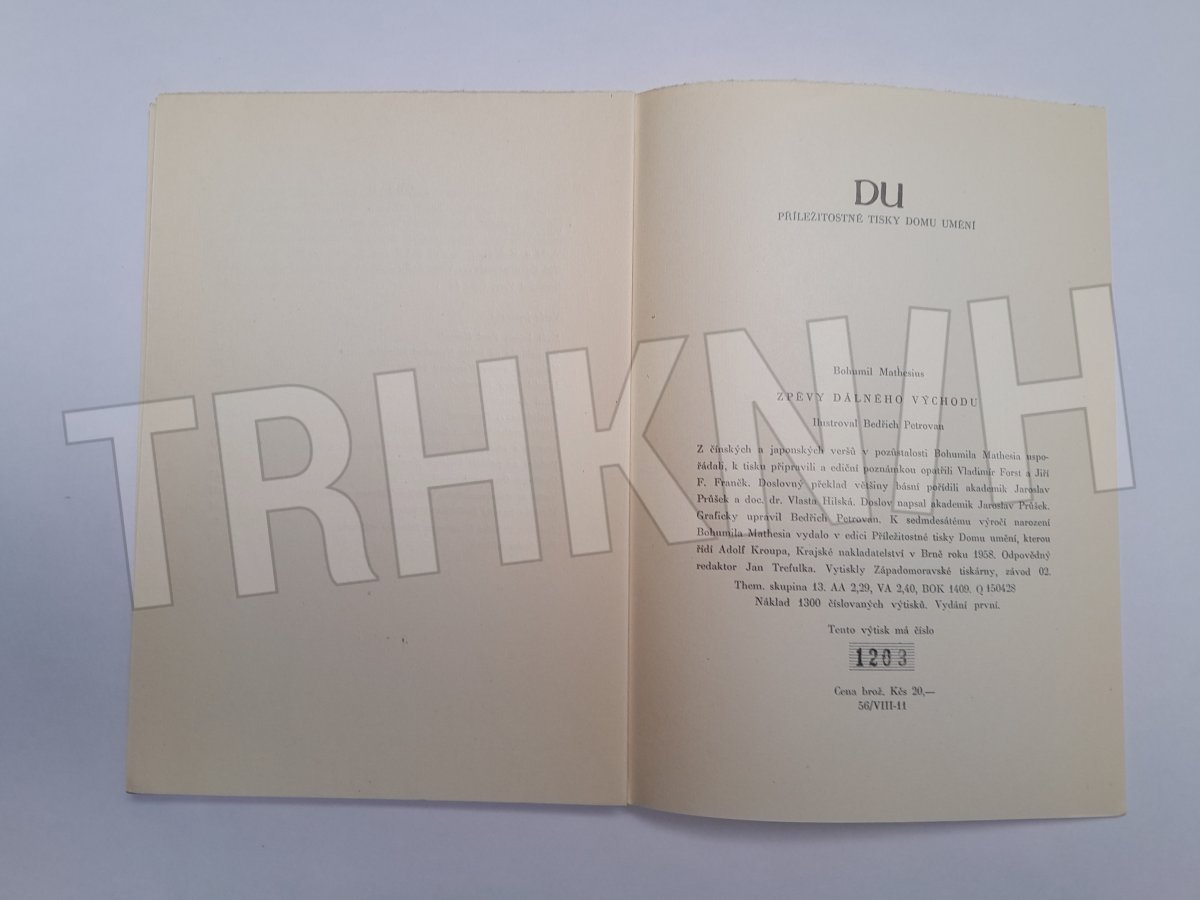 DU
PŘÍLEŽITOSTNÉ TISKY DOMU UMĚNÍ
Bohumil Mathesius
ZPĚVY DÁLNÉHO VÝCHODU
Ilustroval Bedřich Petrovan
Z čínských a japonských veršů v pozůstalosti Bohumila Mathesia uspo-
řádali, k tisku připravili a ediční poznámkou opatřili Vladimír Forst a Jiří
F. Franěk. Doslovný překlad většiny básní pořídili akademik Jaroslav
Průšek a doc. dr. Vlasta Hilská. Doslov napsal akademik Jaroslav Průšek.
Graficky upravil Bedřich Petrovan. K sedmdesátému výročí narození
Bohumila Mathesia vydalo v edici Příležitostné tisky Domu umění, kterou
řídí Adolf Kroupa, Krajské nakladatelství v Brně roku 1958. Odpovědný
redaktor Jan Trefulka. Vytiskly Západomoravské tiskárny, závod 02.
Them. skupina 13. AA 2,29, VA 2,40, BOK 1409. Q 150428
Náklad 1300 číslovaných výtisků. Vydání první.
Tento výtisk má číslo
1203
Cena brož. Kčs 20,—
56/VIII-11
TRHKNIH